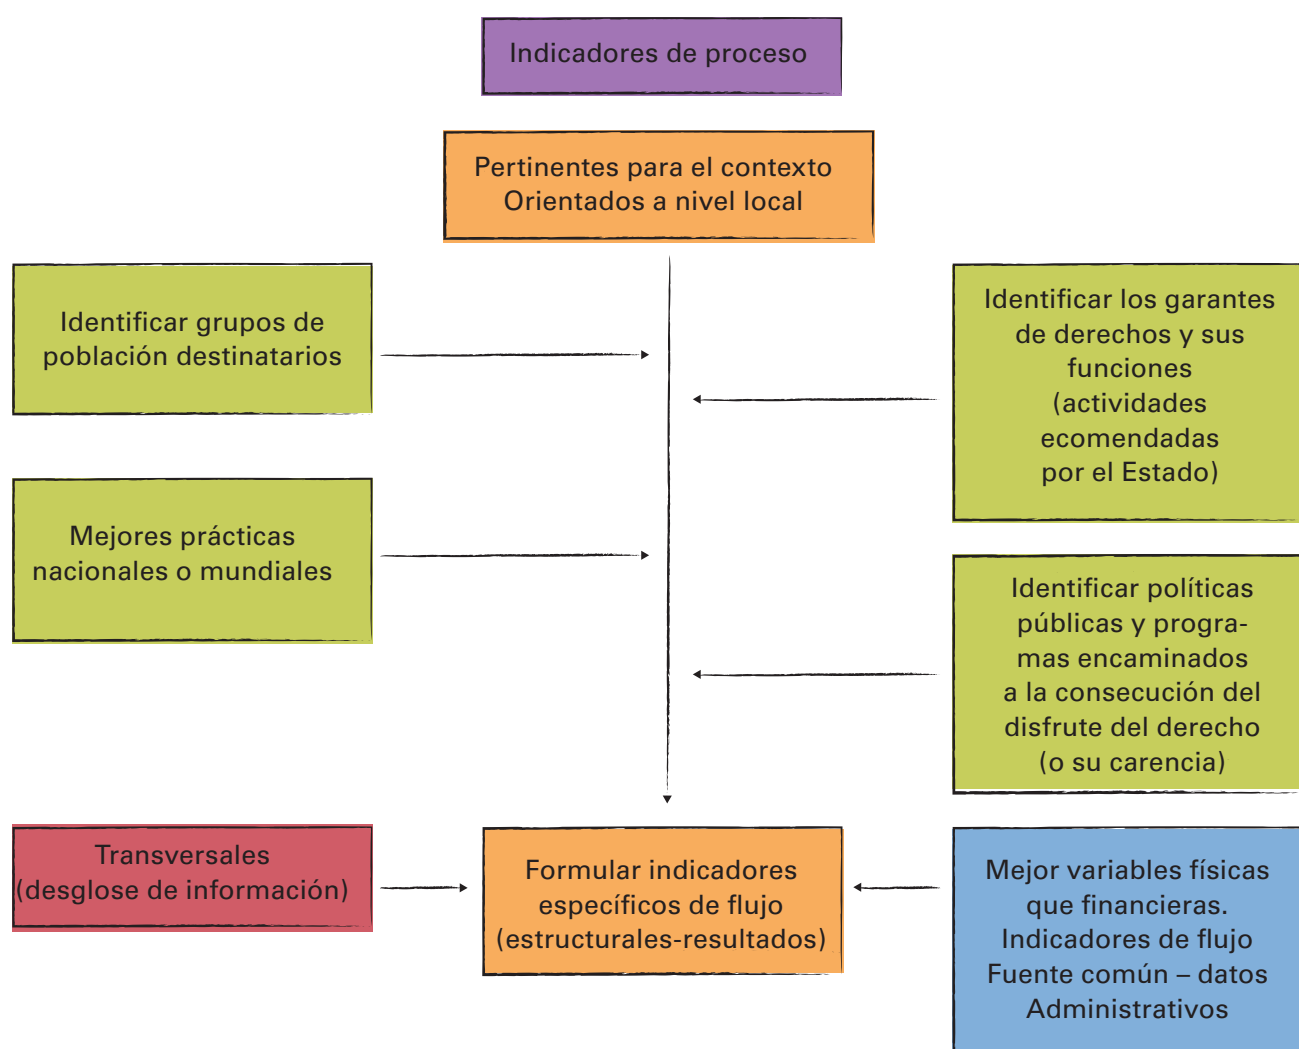 Indicadores de proceso
Pertinentes para el contexto
Orientados a nivel local
Identificar grupos de
población destinatarios
Identificar los garantes
de derechos y sus
funciones
(actividades
ecomendadas
por el Estado)
Mejores prácticas
nacionales o mundiales
Identificar políticas
públicas y progra-
mas encaminados
a la consecución del
disfrute del derecho
(o su carencia)
Transversales
(desglose de información)
Formular indicadores
específicos de flujo
(estructurales-resultados)
Mejor variables físicas
que financieras.
Indicadores de flujo
Fuente común – datos
Administrativos